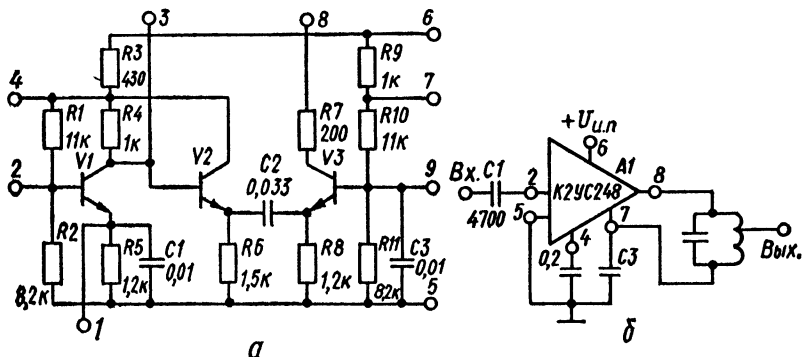 3
8
6
R3
430
R9
1к
4
7
R1
11к
R4
1к
R7
200
R10
11к
V1
V2
C2
0,033
V3
2
9
R2
8,2к
R5
1,2к
C1
0,01
R6
1,5к
R8
1,2к
R11
8,2к
C3
0,01
5
1
а
+Uи.п
6
A1
Вх.
C1
4700
2
К2УС248
8
5
4
7
0,2
C3
Вых.
б